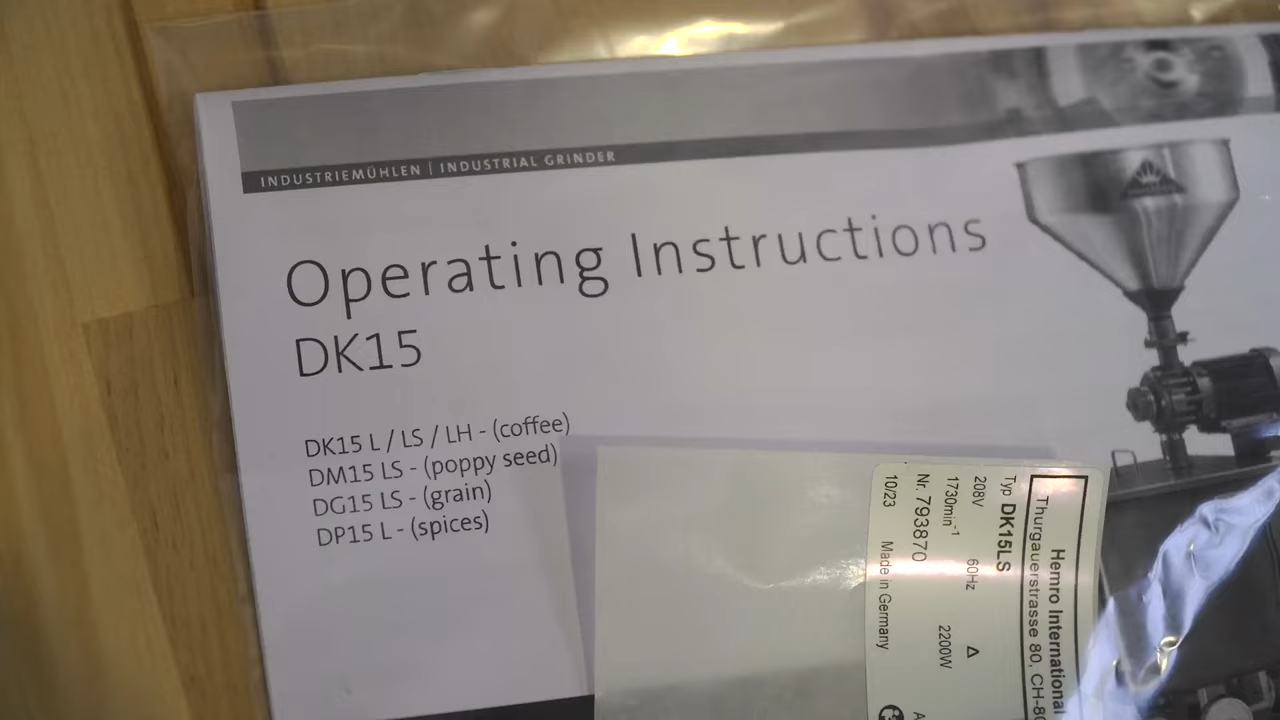 INDUSTRIEMÜHLEN | INDUSTRIAL GRINDER
Operating Instructions
DK15
DK15 L / LS / LH - (coffee)
DM15 LS - (poppy seed)
DG15 LS - (grain)
DP15 L - (spices)
Hemro International
Thurgauerstrasse 80, CH-80
Typ DK15LS
208V 60Hz Δ
1730min⁻¹ 2200W
Nr. 793870
10/23 Made in Germany